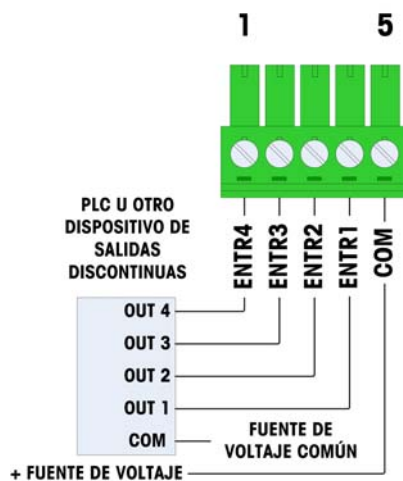 1 5
PLC U OTRO
DISPOSITIVO DE
SALIDAS
DISCONTINUAS
ENTR4
ENTR3
ENTR2
ENTR1
COM
OUT 4
OUT 3
OUT 2
OUT 1
COM
FUENTE DE
VOLTAJE COMÚN
+ FUENTE DE VOLTAJE